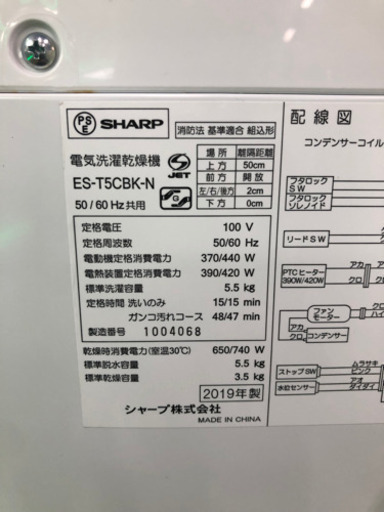 PS E SHARP
消防法 基準適合 組込形
電気洗濯乾燥機
ES-T5CBK-N
50/60 Hz共用
JET
G
場所 離隔距離
上方 50cm
前方 開放
左/右/後方 2cm
下方 0cm
定格電圧 100 V
定格周波数 50/60 Hz
電動機定格消費電力 370/440 W
電熱装置定格消費電力 390/420 W
標準洗濯容量 5.5 kg
定格時間 洗いのみ 15/15 min
ガンコ汚れコース 48/47 min
製造番号 1004068
乾燥時消費電力(室温30℃) 650/740 W
標準脱水容量 5.5 kg
標準乾燥容量 3.5 kg
2019年製
シャープ株式会社
MADE IN CHINA
配線図
コンデンサーコイル
フタロック
SW
フタロック
ソレノイド
リードSW
PTCヒーター
390W/420W
アカ
クロ
ファン
モーター
クロ
アカ
クロ コンデンサー
ストップSW
水位センサー
ムラサキ
ピンク
アオ
ダイダイ